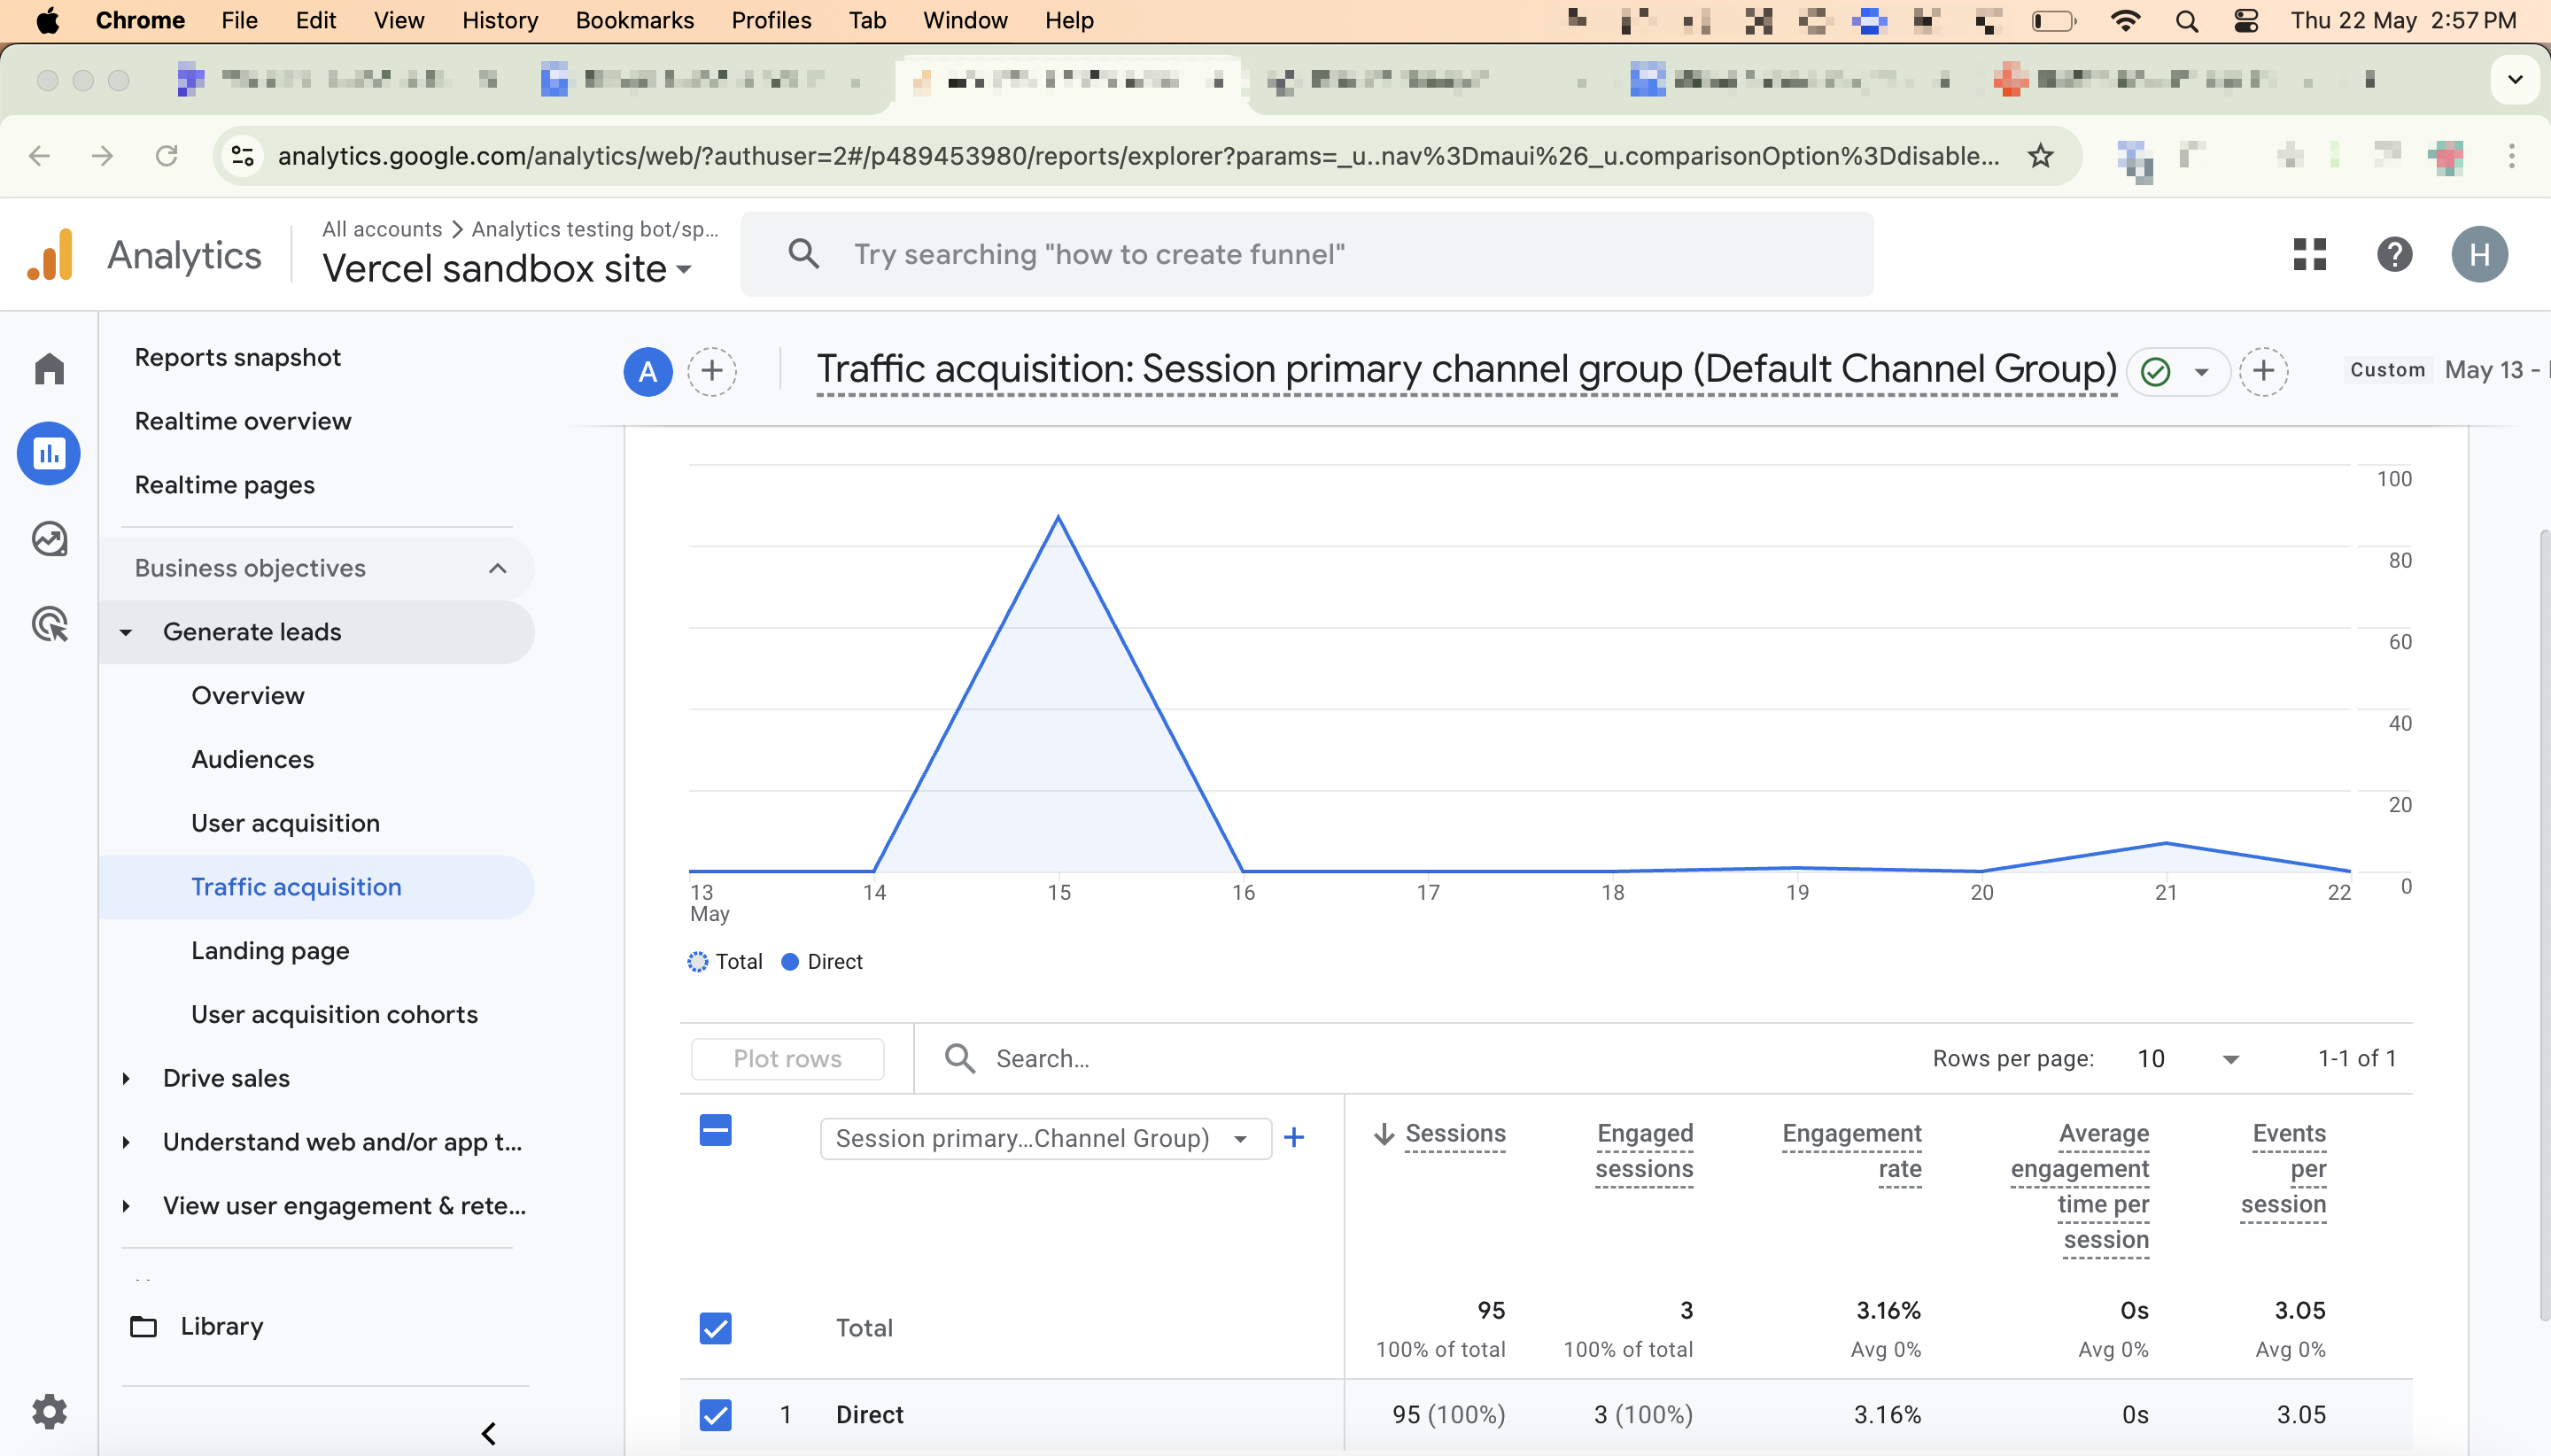 Chrome File Edit View History Bookmarks Profiles Tab Window Help Thu 22 May 2:57 PM
analytics.google.com/analytics/web/?authuser=2#/p489453980/reports/explorer?params=_u..nav%3Dmaui%26_u.comparisonOption%3Ddisable...
Analytics
All accounts > Analytics testing bot/sp...
Vercel sandbox site
Try searching "how to create funnel"
H
Reports snapshot
Realtime overview
Realtime pages
Business objectives
Generate leads
Overview
Audiences
User acquisition
Traffic acquisition
Landing page
User acquisition cohorts
Drive sales
Understand web and/or app t...
View user engagement & rete...
Library
A
Traffic acquisition: Session primary channel group (Default Channel Group)
Custom May 13 -
100
80
60
40
20
0
13 14 15 16 17 18 19 20 21 22
May
Total Direct
Plot rows
Search...
Rows per page: 10 1-1 of 1
Session primary...Channel Group)
Sessions
Engaged
sessions
Engagement
rate
Average
engagement
time per
session
Events
per
session
Total
95 3 3.16% 0s 3.05
100% of total 100% of total Avg 0% Avg 0% Avg 0%
1 Direct 95 (100%) 3 (100%) 3.16% 0s 3.05